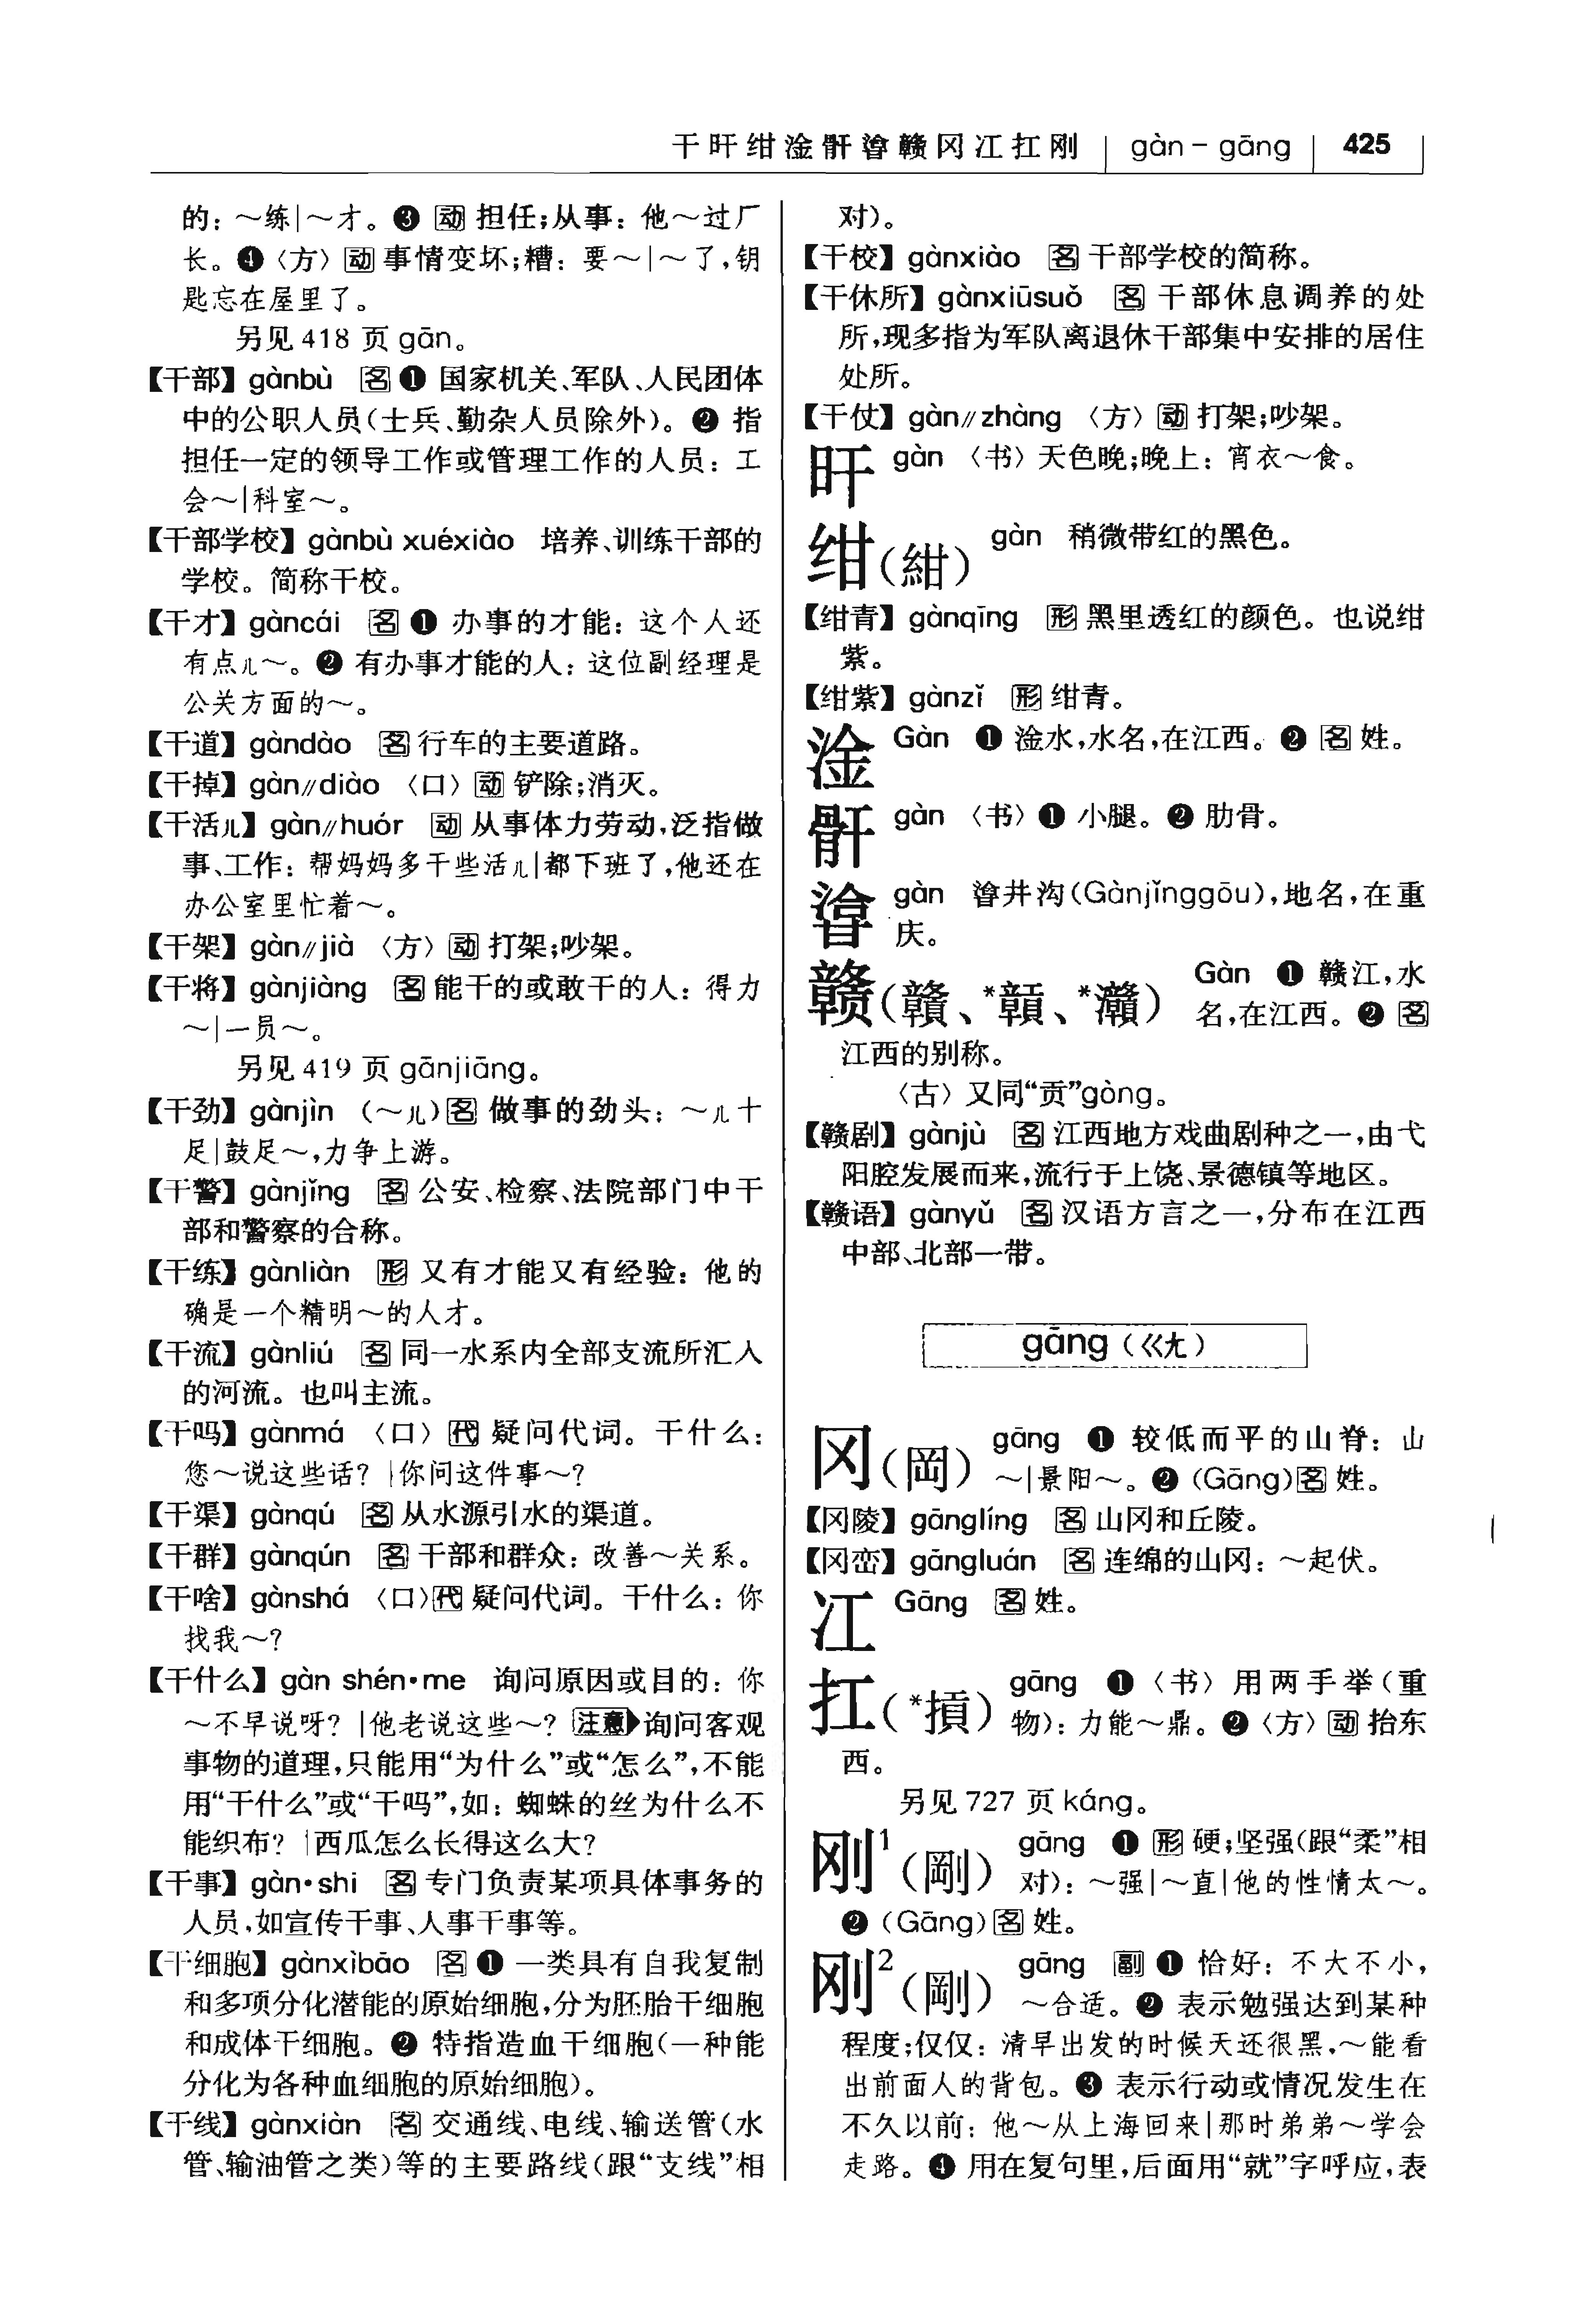 干旰绀淦骭灨赣冈冮扛刚 gàn－gāng 425
的：～练|～才。❸ 动 担任；从事：他～过厂
长。❹〈方〉动 事情变坏；糟：要～|～了，钥
匙忘在屋里了。
另见 418 页 gān。
【干部】gànbù 名 ❶ 国家机关、军队、人民团体
中的公职人员（士兵、勤杂人员除外）。❷ 指
担任一定的领导工作或管理工作的人员：工
会～|科室～。
【干部学校】gànbù xuéxiào 培养、训练干部的
学校。简称干校。
【干才】gàncái 名 ❶ 办事的才能：这个人还
有点儿～。❷ 有办事才能的人：这位副经理是
公关方面的～。
【干道】gàndào 名 行车的主要道路。
【干掉】gàn//diào 〈口〉动 铲除；消灭。
【干活儿】gàn//huór 动 从事体力劳动，泛指做
事、工作：帮妈妈多干些活儿|都下班了，他还在
办公室里忙着～。
【干架】gàn//jià 〈方〉动 打架；吵架。
【干将】gànjiàng 名 能干的或敢干的人：得力
～|一员～。
另见 419 页 gānjiāng。
【干劲】gànjìn （～儿）名 做事的劲头：～儿十
足|鼓足～，力争上游。
【干警】gànjǐng 名 公安、检察、法院部门中干
部和警察的合称。
【干练】gànliàn 形 又有才能又有经验：他的
确是一个精明～的人才。
【干流】gànliú 名 同一水系内全部支流所汇入
的河流。也叫主流。
【干吗】gànmá 〈口〉代 疑问代词。干什么：
您～说这些话？|你问这件事～？
【干渠】gànqú 名 从水源引水的渠道。
【干群】gànqún 名 干部和群众：改善～关系。
【干啥】gànshá 〈口〉代 疑问代词。干什么：你
找我～？
【干什么】gàn shén·me 询问原因或目的：你
～不早说呀？|他老说这些～？注意 询问客观
事物的道理，只能用“为什么”或“怎么”，不能
用“干什么”或“干吗”，如：蜘蛛的丝为什么不
能织布？|西瓜怎么长得这么大？
【干事】gàn·shi 名 专门负责某项具体事务的
人员，如宣传干事、人事干事等。
【干细胞】gànxìbāo 名 ❶ 一类具有自我复制
和多项分化潜能的原始细胞，分为胚胎干细胞
和成体干细胞。❷ 特指造血干细胞（一种能
分化为各种血细胞的原始细胞）。
【干线】gànxiàn 名 交通线、电线、输送管（水
管、输油管之类）等的主要路线（跟“支线”相
对）。
【干校】gànxiào 名 干部学校的简称。
【干休所】gànxiūsuǒ 名 干部休息调养的处
所，现多指为军队离退休干部集中安排的居住
处所。
【干仗】gàn//zhàng 〈方〉动 打架；吵架。
旰 gàn 〈书〉天色晚；晚上：宵衣～食。
绀（紺） gàn 稍微带红的黑色。
【绀青】gànqīng 形 黑里透红的颜色。也说绀
紫。
【绀紫】gànzǐ 形 绀青。
淦 Gàn ❶ 淦水，水名，在江西。❷ 名 姓。
骭 gàn 〈书〉❶ 小腿。❷ 肋骨。
㽏 gàn 㽏井沟（Gànjǐnggōu），地名，在重
庆。
赣（贛、*贑、*灨） Gàn ❶ 赣江，水
名，在江西。❷ 名
江西的别称。
〈古〉又同“贡”gòng。
【赣剧】gànjù 名 江西地方戏曲剧种之一，由弋
阳腔发展而来，流行于上饶、景德镇等地区。
【赣语】gànyǔ 名 汉语方言之一，分布在江西
中部、北部一带。
gāng（ㄍㄤ）
冈（岡） gāng ❶ 较低而平的山脊：山
～|景阳～。❷（Gāng）名 姓。
【冈陵】gānglíng 名 山冈和丘陵。
【冈峦】gāngluán 名 连绵的山冈：～起伏。
冮 Gāng 名 姓。
扛（*摃） gāng ❶〈书〉用两手举（重
物）：力能～鼎。❷〈方〉动 抬东
西。
另见 727 页 káng。
刚¹（剛） gāng ❶ 形 硬；坚强（跟“柔”相
对）：～强|～直|他的性情太～。
❷（Gāng）名 姓。
刚²（剛） gāng 副 ❶ 恰好：不大不小，
～合适。❷ 表示勉强达到某种
程度；仅仅：清早出发的时候天还很黑，～能看
出前面人的背包。❸ 表示行动或情况发生在
不久以前：他～从上海回来|那时弟弟～学会
走路。❹ 用在复句里，后面用“就”字呼应，表